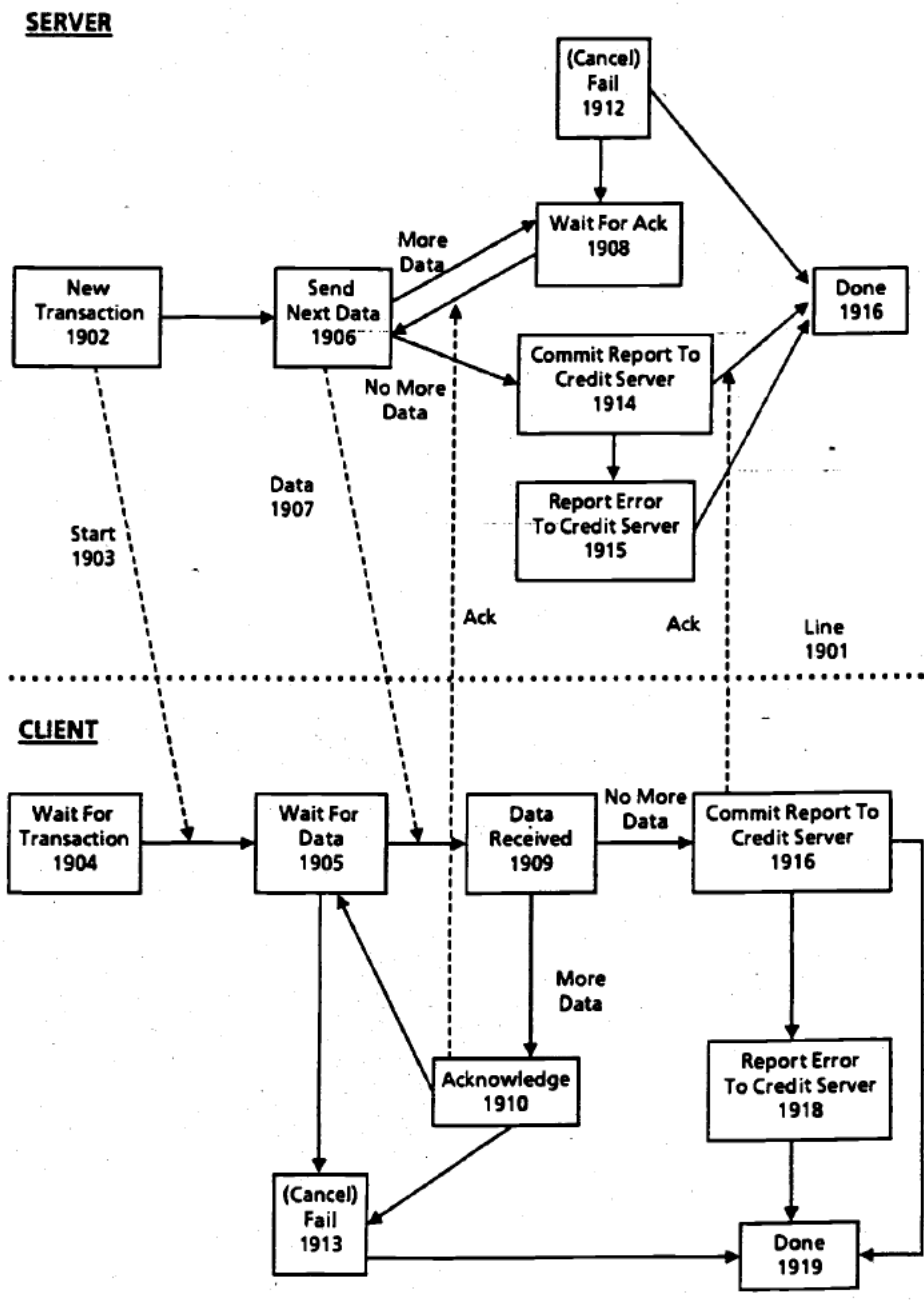 SERVER
(Cancel)
Fail
1912
Wait For Ack
1908
More
Data
New
Transaction
1902
Send
Next Data
1906
Done
1916
Commit Report To
Credit Server
1914
No More
Data
Data
1907
Report Error
To Credit Server
1915
Start
1903
Ack
Ack
Line
1901
CLIENT
Wait For
Transaction
1904
Wait For
Data
1905
Data
Received
1909
No More
Data
Commit Report To
Credit Server
1916
More
Data
Acknowledge
1910
Report Error
To Credit Server
1918
(Cancel)
Fail
1913
Done
1919